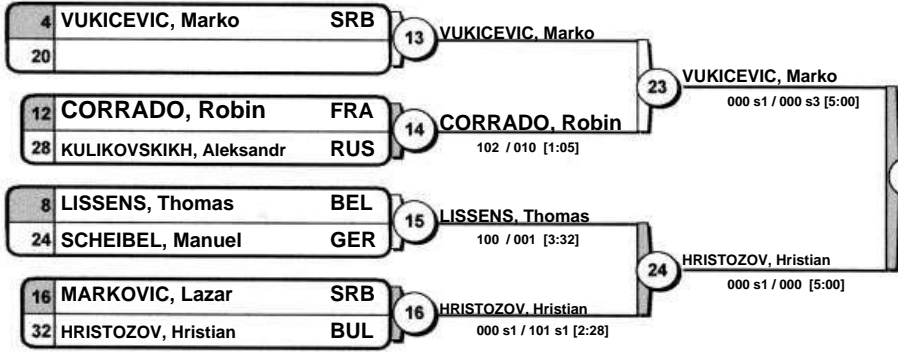 4 VUKICEVIC, Marko SRB
20
13 VUKICEVIC, Marko
12 CORRADO, Robin FRA
28 KULIKOVSKIKH, Aleksandr RUS
14 CORRADO, Robin
102 / 010 [1:05]
23 VUKICEVIC, Marko
000 s1 / 000 s3 [5:00]
8 LISSENS, Thomas BEL
24 SCHEIBEL, Manuel GER
15 LISSENS, Thomas
100 / 001 [3:32]
16 MARKOVIC, Lazar SRB
32 HRISTOZOV, Hristian BUL
16 HRISTOZOV, Hristian
000 s1 / 101 s1 [2:28]
24 HRISTOZOV, Hristian
000 s1 / 000 [5:00]